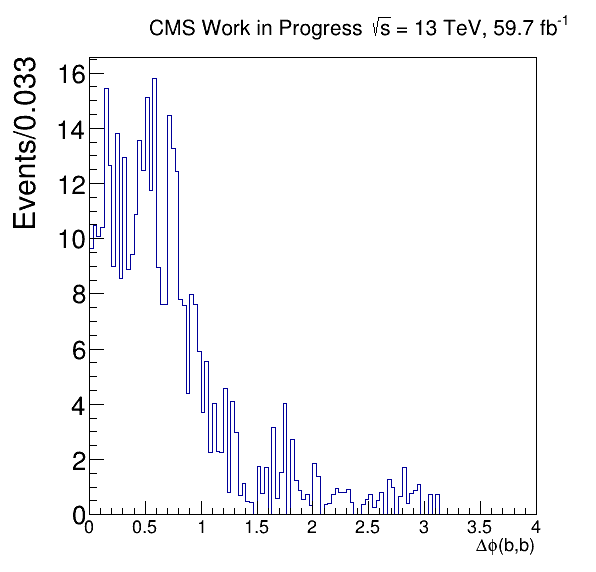 CMS Work in Progress √s = 13 TeV, 59.7 fb⁻¹
Events/0.033
16
14
12
10
8
6
4
2
0
0 0.5 1 1.5 2 2.5 3 3.5 4
Δϕ(b,b)